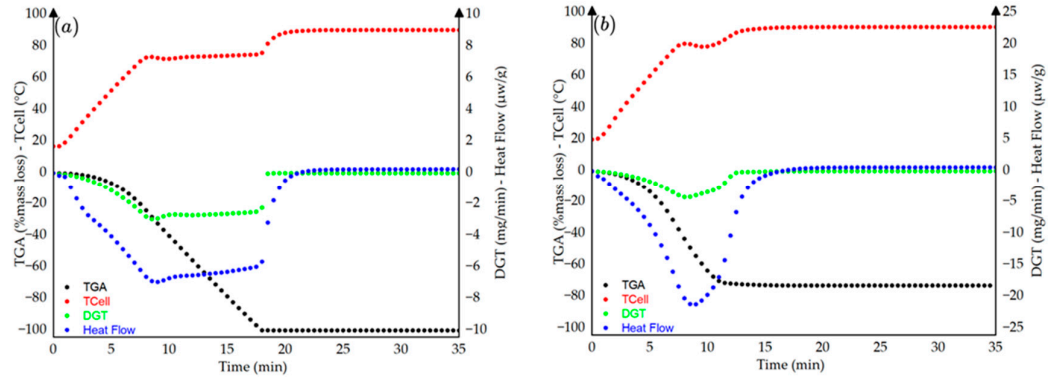 (a)
TGA (%mass loss) - TCell (°C)
100
80
60
40
20
0
−20
−40
−60
−80
−100
10
8
6
4
2
0
−2
−4
−6
−8
−10
DGT (mg/min) - Heat Flow (µw/g)
TGA
TCell
DGT
Heat Flow
0 5 10 15 20 25 30 35
Time (min)
(b)
TGA (%mass loss) - TCell (°C)
100
80
60
40
20
0
−20
−40
−60
−80
−100
25
20
15
10
5
0
−5
−10
−15
−20
−25
DGT (mg/min) - Heat Flow (µw/g)
TGA
TCell
DGT
Heat Flow
0 5 10 15 20 25 30 35
Time (min)